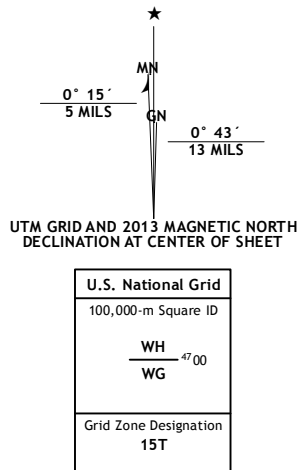 MN
0° 15´
5 MILS
GN
0° 43´
13 MILS
UTM GRID AND 2013 MAGNETIC NORTH
DECLINATION AT CENTER OF SHEET
U.S. National Grid
100,000-m Square ID
WH
4700
WG
Grid Zone Designation
15T